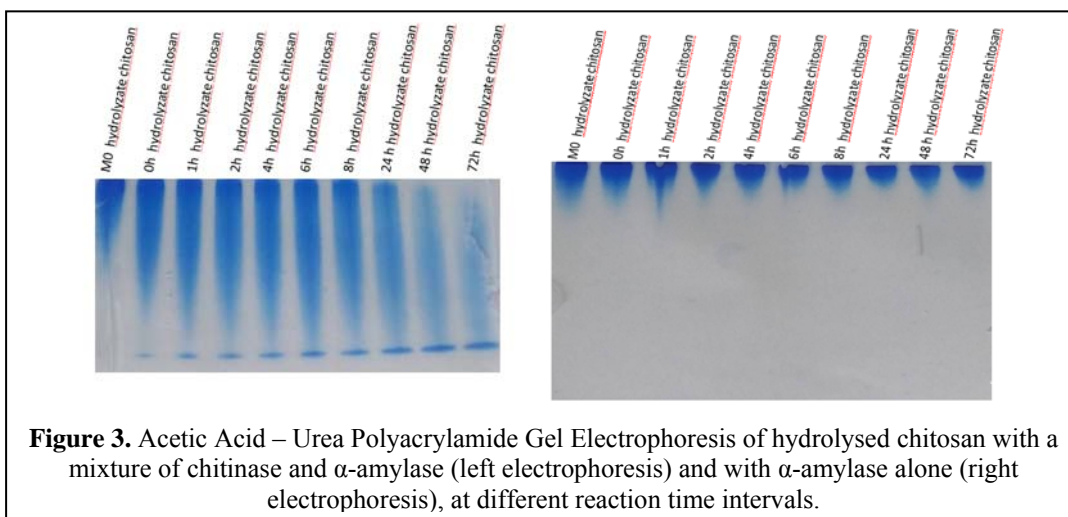 M0 hydrolyzate chitosan
0h hydrolyzate chitosan
1h hydrolyzate chitosan
2h hydrolyzate chitosan
4h hydrolyzate chitosan
6h hydrolyzate chitosan
8h hydrolyzate chitosan
24 h hydrolyzate chitosan
48 h hydrolyzate chitosan
72h hydrolyzate chitosan
M0 hydrolyzate chitosan
0h hydrolyzate chitosan
1h hydrolyzate chitosan
2h hydrolyzate chitosan
4h hydrolyzate chitosan
6h hydrolyzate chitosan
8h hydrolyzate chitosan
24 h hydrolyzate chitosan
48 h hydrolyzate chitosan
72h hydrolyzate chitosan
Figure 3. Acetic Acid – Urea Polyacrylamide Gel Electrophoresis of hydrolysed chitosan with a
mixture of chitinase and α-amylase (left electrophoresis) and with α-amylase alone (right
electrophoresis), at different reaction time intervals.